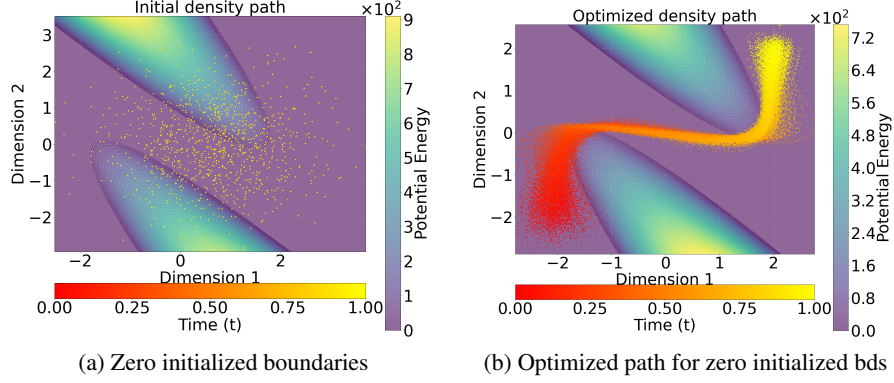 Initial density path
×10²
9
8
7
6
5
4
3
2
1
0
Potential Energy
3
2
1
0
−1
−2
Dimension 2
−2 0 2
Dimension 1
0.00 0.25 0.50 0.75 1.00
Time (t)
(a) Zero initialized boundaries
Optimized density path
×10²
7.2
6.4
5.6
4.8
4.0
3.2
2.4
1.6
0.8
0.0
Potential Energy
2
1
0
−1
−2
Dimension 2
−2 −1 0 1 2
Dimension 1
0.00 0.25 0.50 0.75 1.00
Time (t)
(b) Optimized path for zero initialized bds